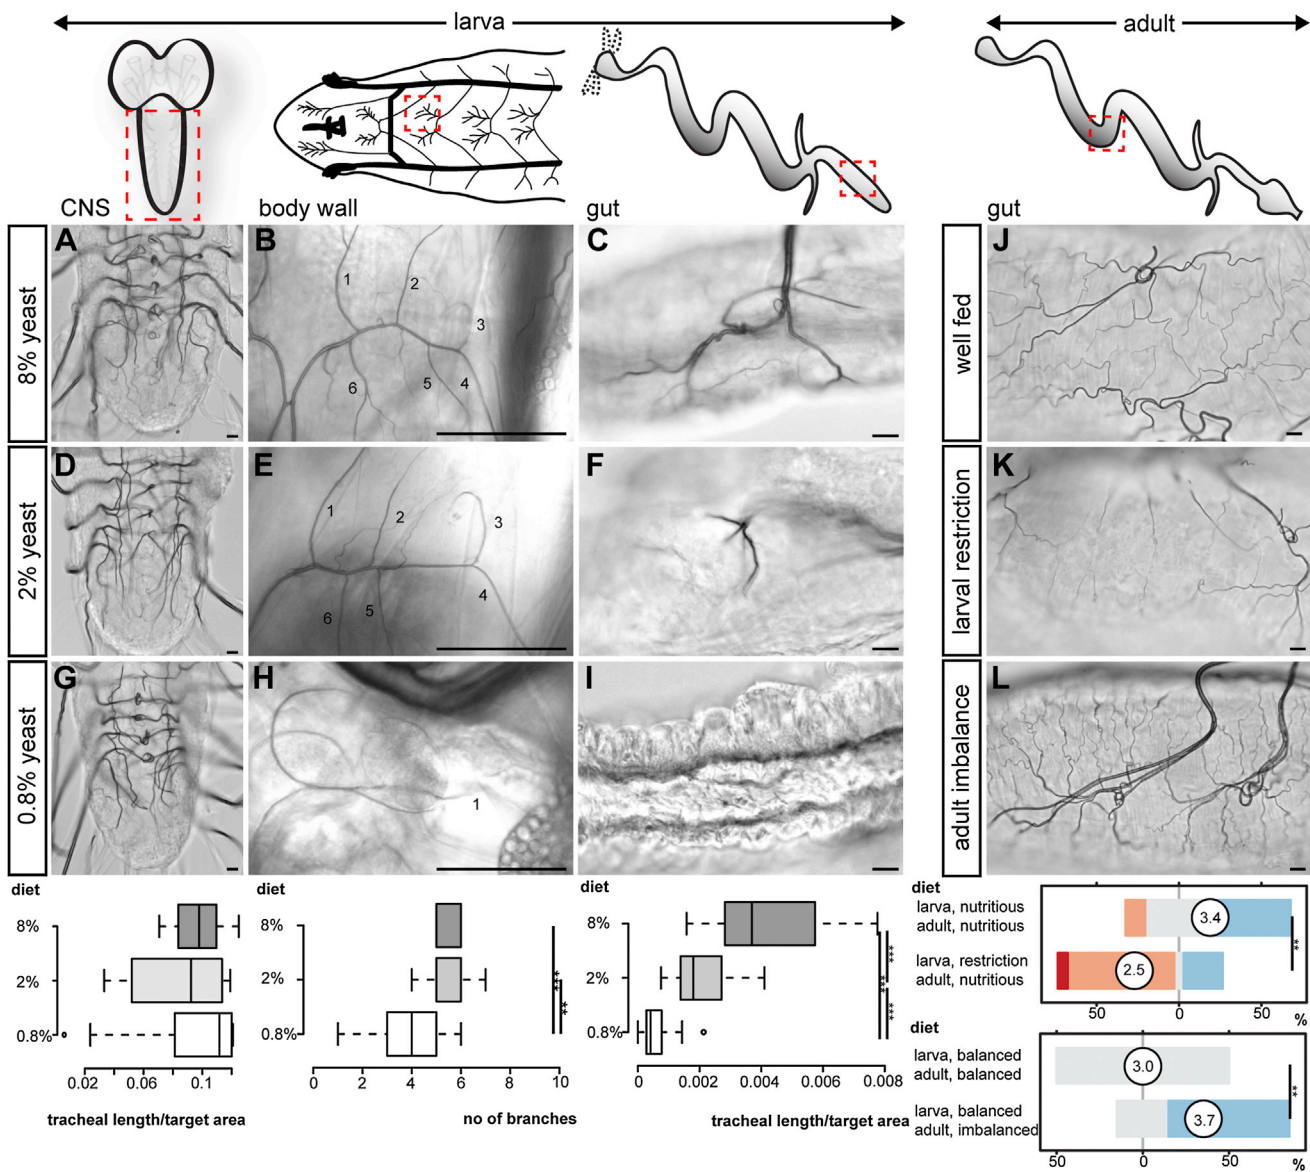 larva
adult
CNS
body wall
gut
gut
8% yeast
A
B
1
2
3
4
5
6
C
well fed
J
2% yeast
D
E
1
2
3
4
5
6
F
larval restriction
K
0.8% yeast
G
H
1
I
adult imbalance
L
diet
8%
2%
0.8%
0.02
0.06
0.1
tracheal length/target area
diet
8%
2%
0.8%
***
**
0
2
4
6
8
10
no of branches
diet
8%
2%
0.8%
***
***
***
0
0.002
0.004
0.006
0.008
tracheal length/target area
diet
larva, nutritious
adult, nutritious
3.4
larva, restriction
adult, nutritious
2.5
**
50
0
50
%
diet
larva, balanced
adult, balanced
3.0
larva, balanced
adult, imbalanced
3.7
**
50
0
50
%